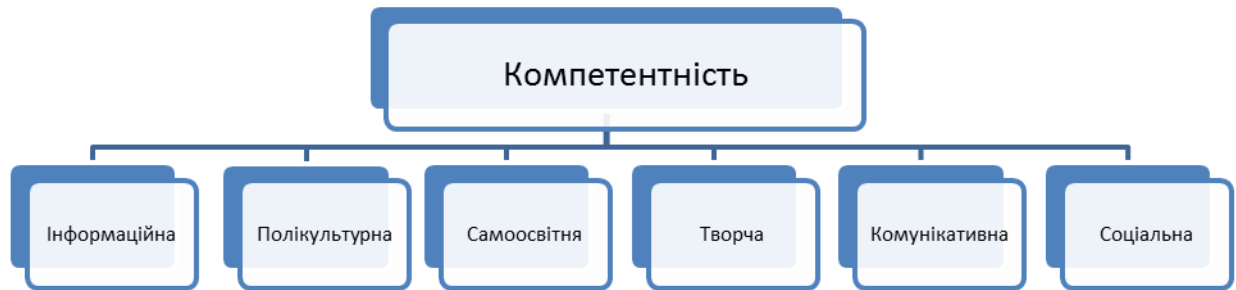 Компетентність
Інформаційна
Полікультурна
Самоосвітня
Творча
Комунікативна
Соціальна